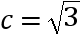 c = √3